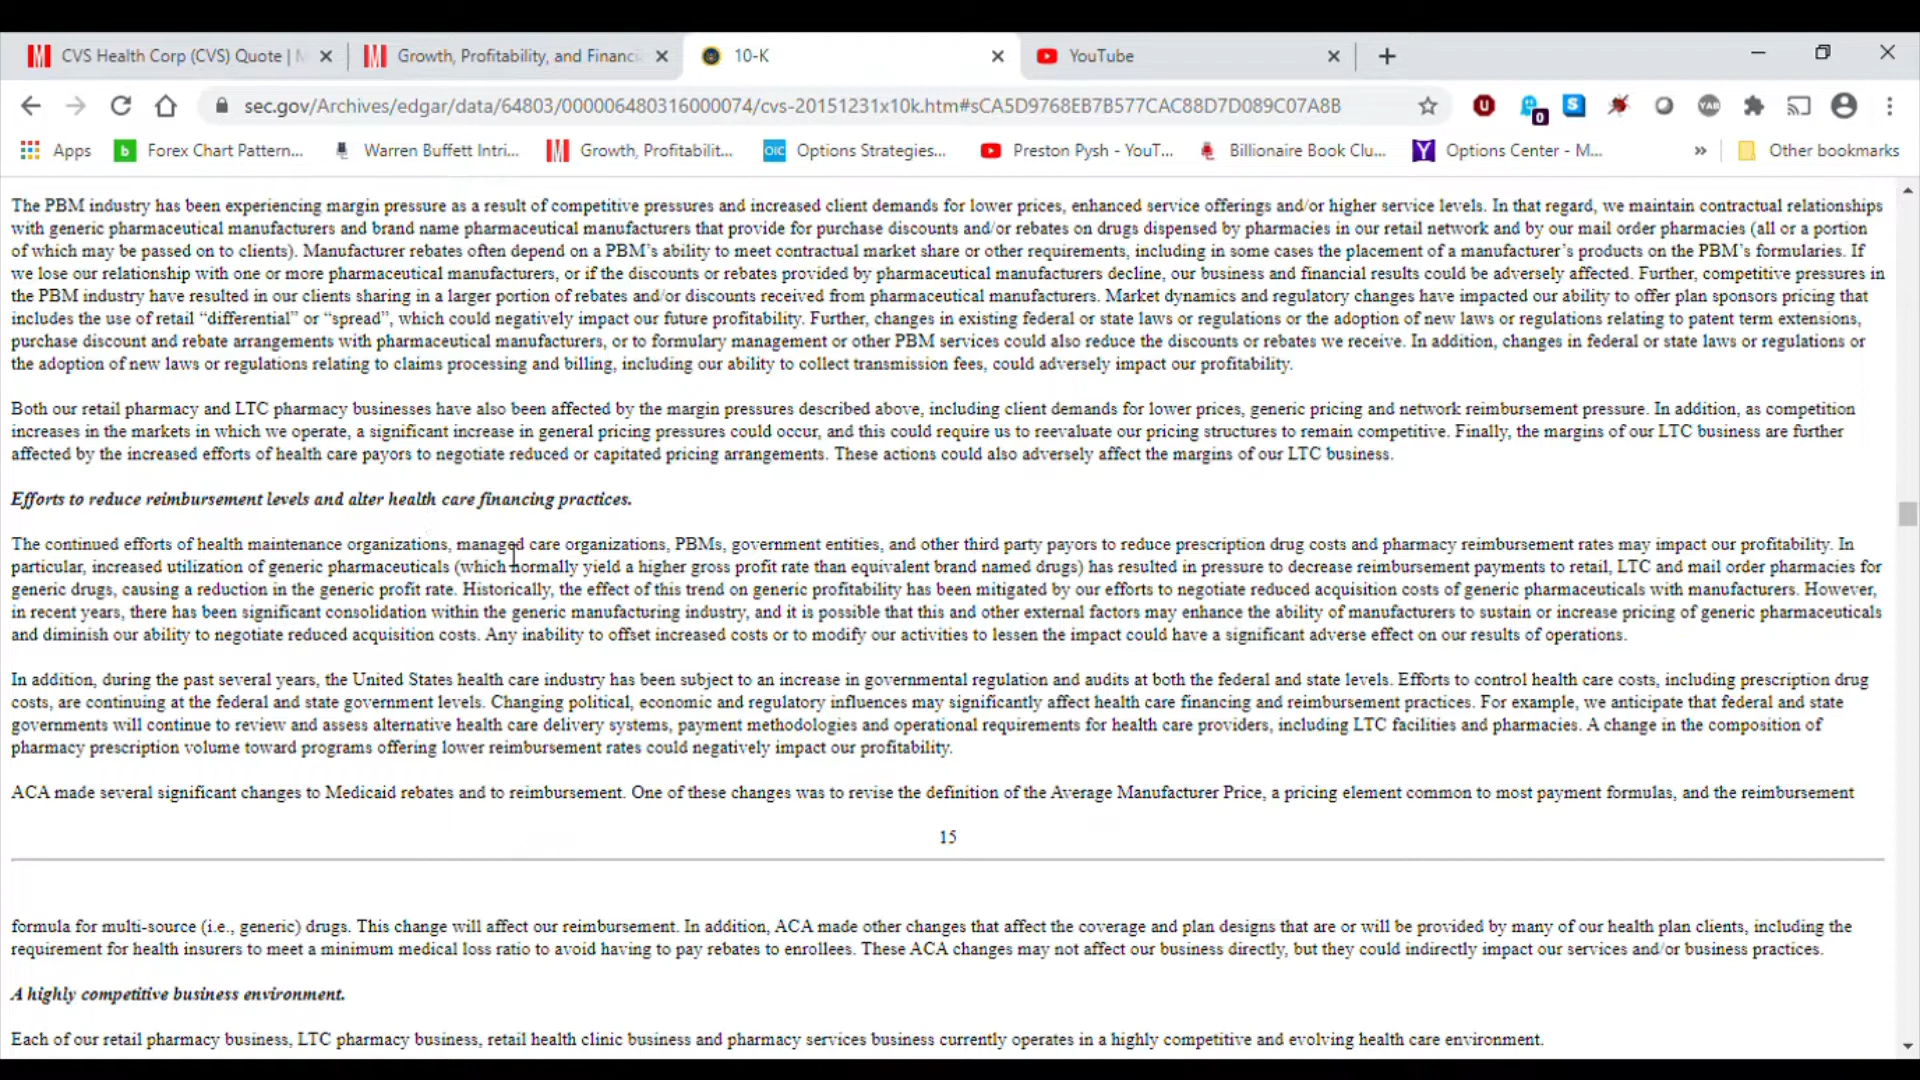 CVS Health Corp (CVS) Quote | M
Growth, Profitability, and Financi
10-K
YouTube
sec.gov/Archives/edgar/data/64803/000006480316000074/cvs-20151231x10k.htm#sCA5D9768EB7B577CAC88D7D089C07A8B
0
YAB
Apps
b
Forex Chart Pattern...
Warren Buffett Intri...
Growth, Profitabilit...
OIC
Options Strategies...
Preston Pysh - YouT...
Billionaire Book Clu...
Options Center - M...
Other bookmarks
The PBM industry has been experiencing margin pressure as a result of competitive pressures and increased client demands for lower prices, enhanced service offerings and/or higher service levels. In that regard, we maintain contractual relationships
with generic pharmaceutical manufacturers and brand name pharmaceutical manufacturers that provide for purchase discounts and/or rebates on drugs dispensed by pharmacies in our retail network and by our mail order pharmacies (all or a portion
of which may be passed on to clients). Manufacturer rebates often depend on a PBM’s ability to meet contractual market share or other requirements, including in some cases the placement of a manufacturer’s products on the PBM’s formularies. If
we lose our relationship with one or more pharmaceutical manufacturers, or if the discounts or rebates provided by pharmaceutical manufacturers decline, our business and financial results could be adversely affected. Further, competitive pressures in
the PBM industry have resulted in our clients sharing in a larger portion of rebates and/or discounts received from pharmaceutical manufacturers. Market dynamics and regulatory changes have impacted our ability to offer plan sponsors pricing that
includes the use of retail “differential” or “spread”, which could negatively impact our future profitability. Further, changes in existing federal or state laws or regulations or the adoption of new laws or regulations relating to patent term extensions,
purchase discount and rebate arrangements with pharmaceutical manufacturers, or to formulary management or other PBM services could also reduce the discounts or rebates we receive. In addition, changes in federal or state laws or regulations or
the adoption of new laws or regulations relating to claims processing and billing, including our ability to collect transmission fees, could adversely impact our profitability.
Both our retail pharmacy and LTC pharmacy businesses have also been affected by the margin pressures described above, including client demands for lower prices, generic pricing and network reimbursement pressure. In addition, as competition
increases in the markets in which we operate, a significant increase in general pricing pressures could occur, and this could require us to reevaluate our pricing structures to remain competitive. Finally, the margins of our LTC business are further
affected by the increased efforts of health care payors to negotiate reduced or capitated pricing arrangements. These actions could also adversely affect the margins of our LTC business.
Efforts to reduce reimbursement levels and alter health care financing practices.
The continued efforts of health maintenance organizations, managed care organizations, PBMs, government entities, and other third party payors to reduce prescription drug costs and pharmacy reimbursement rates may impact our profitability. In
particular, increased utilization of generic pharmaceuticals (which normally yield a higher gross profit rate than equivalent brand named drugs) has resulted in pressure to decrease reimbursement payments to retail, LTC and mail order pharmacies for
generic drugs, causing a reduction in the generic profit rate. Historically, the effect of this trend on generic profitability has been mitigated by our efforts to negotiate reduced acquisition costs of generic pharmaceuticals with manufacturers. However,
in recent years, there has been significant consolidation within the generic manufacturing industry, and it is possible that this and other external factors may enhance the ability of manufacturers to sustain or increase pricing of generic pharmaceuticals
and diminish our ability to negotiate reduced acquisition costs. Any inability to offset increased costs or to modify our activities to lessen the impact could have a significant adverse effect on our results of operations.
In addition, during the past several years, the United States health care industry has been subject to an increase in governmental regulation and audits at both the federal and state levels. Efforts to control health care costs, including prescription drug
costs, are continuing at the federal and state government levels. Changing political, economic and regulatory influences may significantly affect health care financing and reimbursement practices. For example, we anticipate that federal and state
governments will continue to review and assess alternative health care delivery systems, payment methodologies and operational requirements for health care providers, including LTC facilities and pharmacies. A change in the composition of
pharmacy prescription volume toward programs offering lower reimbursement rates could negatively impact our profitability.
ACA made several significant changes to Medicaid rebates and to reimbursement. One of these changes was to revise the definition of the Average Manufacturer Price, a pricing element common to most payment formulas, and the reimbursement
15
formula for multi-source (i.e., generic) drugs. This change will affect our reimbursement. In addition, ACA made other changes that affect the coverage and plan designs that are or will be provided by many of our health plan clients, including the
requirement for health insurers to meet a minimum medical loss ratio to avoid having to pay rebates to enrollees. These ACA changes may not affect our business directly, but they could indirectly impact our services and/or business practices.
A highly competitive business environment.
Each of our retail pharmacy business, LTC pharmacy business, retail health clinic business and pharmacy services business currently operates in a highly competitive and evolving health care environment.